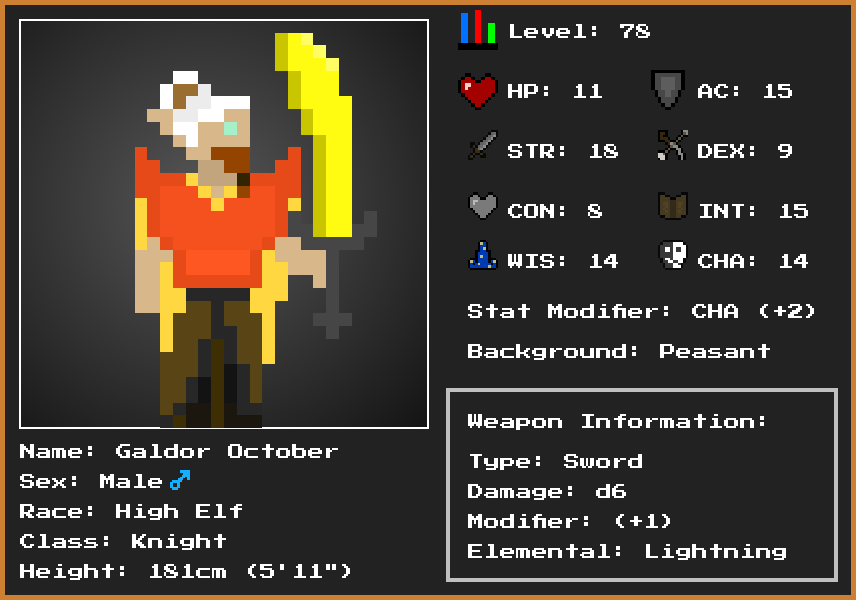 Level: 78
HP: 11 AC: 15
STR: 18 DEX: 9
CON: 8 INT: 15
WIS: 14 CHA: 14
Stat Modifier: CHA (+2)
Background: Peasant
Weapon Information:
Type: Sword
Damage: d6
Modifier: (+1)
Elemental: Lightning
Name: Galdor October
Sex: Male ♂
Race: High Elf
Class: Knight
Height: 181cm (5'11")